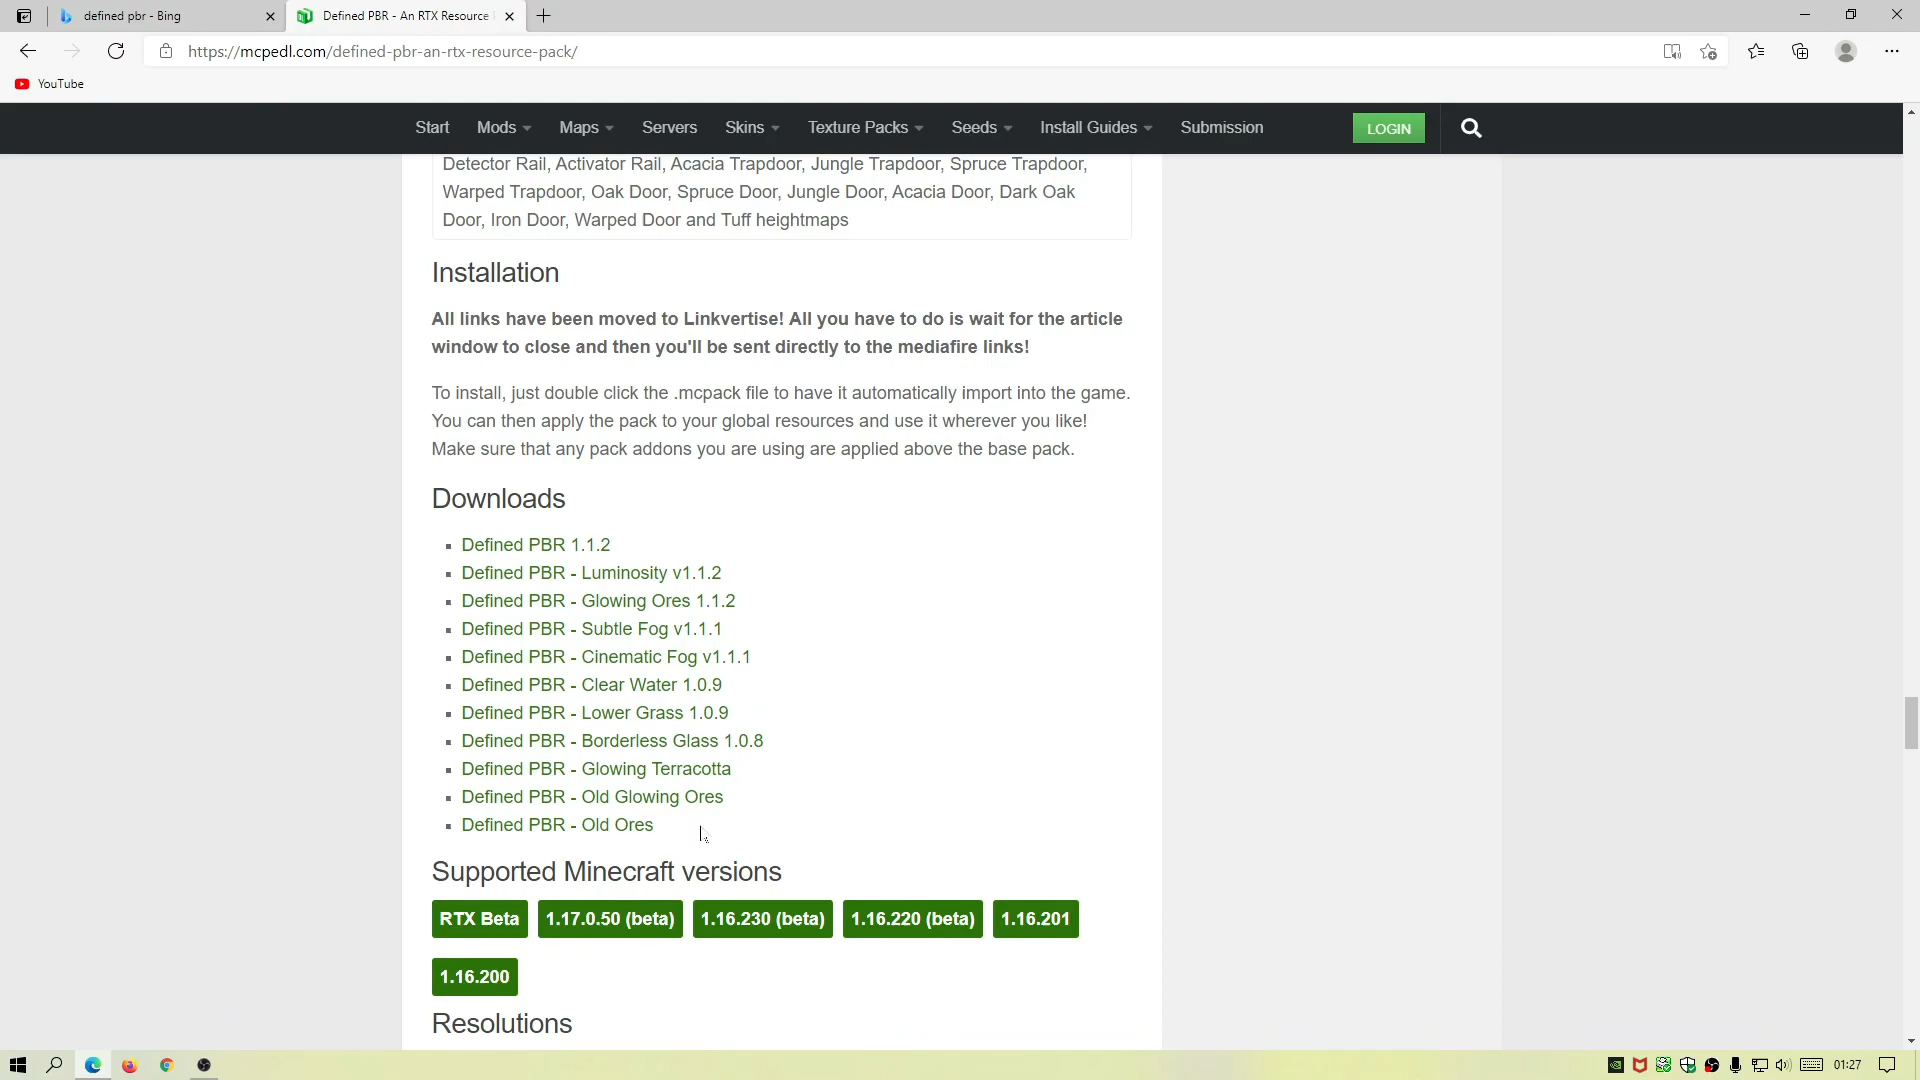 defined pbr - Bing
Defined PBR - An RTX Resource
https://mcpedl.com/defined-pbr-an-rtx-resource-pack/
YouTube
Start Mods Maps Servers Skins Texture Packs Seeds Install Guides Submission LOGIN
Detector Rail, Activator Rail, Acacia Trapdoor, Jungle Trapdoor, Spruce Trapdoor,
Warped Trapdoor, Oak Door, Spruce Door, Jungle Door, Acacia Door, Dark Oak
Door, Iron Door, Warped Door and Tuff heightmaps
Installation
All links have been moved to Linkvertise! All you have to do is wait for the article
window to close and then you'll be sent directly to the mediafire links!
To install, just double click the .mcpack file to have it automatically import into the game.
You can then apply the pack to your global resources and use it wherever you like!
Make sure that any pack addons you are using are applied above the base pack.
Downloads
Defined PBR 1.1.2
Defined PBR - Luminosity v1.1.2
Defined PBR - Glowing Ores 1.1.2
Defined PBR - Subtle Fog v1.1.1
Defined PBR - Cinematic Fog v1.1.1
Defined PBR - Clear Water 1.0.9
Defined PBR - Lower Grass 1.0.9
Defined PBR - Borderless Glass 1.0.8
Defined PBR - Glowing Terracotta
Defined PBR - Old Glowing Ores
Defined PBR - Old Ores
Supported Minecraft versions
RTX Beta 1.17.0.50 (beta) 1.16.230 (beta) 1.16.220 (beta) 1.16.201
1.16.200
Resolutions
01:27